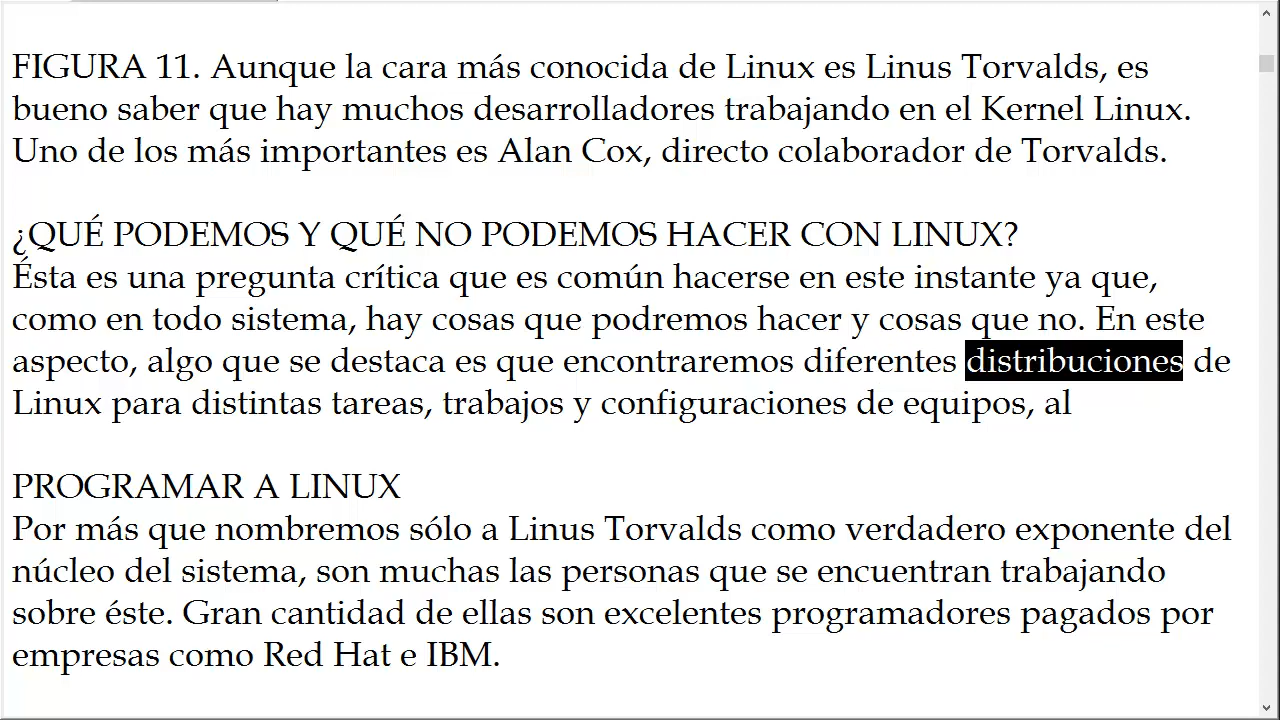 FIGURA 11. Aunque la cara más conocida de Linux es Linus Torvalds, es
bueno saber que hay muchos desarrolladores trabajando en el Kernel Linux.
Uno de los más importantes es Alan Cox, directo colaborador de Torvalds.
¿QUÉ PODEMOS Y QUÉ NO PODEMOS HACER CON LINUX?
Ésta es una pregunta crítica que es común hacerse en este instante ya que,
como en todo sistema, hay cosas que podremos hacer y cosas que no. En este
aspecto, algo que se destaca es que encontraremos diferentes distribuciones de
Linux para distintas tareas, trabajos y configuraciones de equipos, al
PROGRAMAR A LINUX
Por más que nombremos sólo a Linus Torvalds como verdadero exponente del
núcleo del sistema, son muchas las personas que se encuentran trabajando
sobre éste. Gran cantidad de ellas son excelentes programadores pagados por
empresas como Red Hat e IBM.